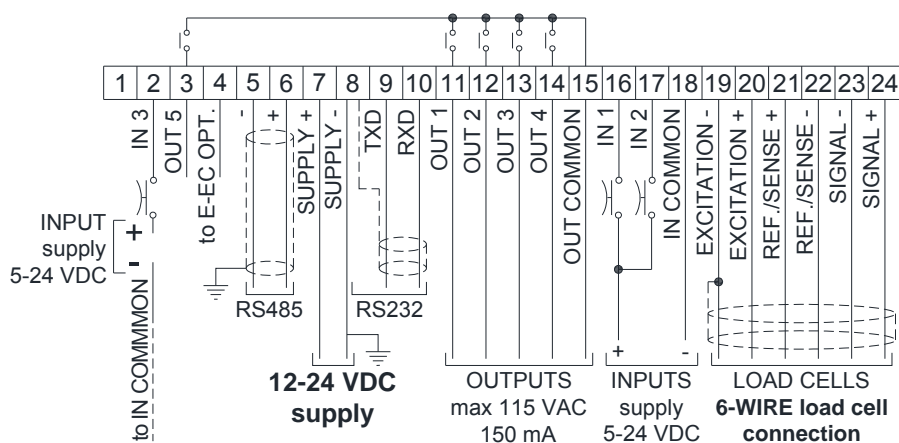 1 2 3 4 5 6 7 8 9 10 11 12 13 14 15 16 17 18 19 20 21 22 23 24
IN 3
OUT 5
to E-EC OPT.
-
+
SUPPLY +
SUPPLY -
TXD
RXD
OUT 1
OUT 2
OUT 3
OUT 4
OUT COMMON
IN 1
IN 2
IN COMMON
EXCITATION -
EXCITATION +
REF./SENSE +
REF./SENSE -
SIGNAL -
SIGNAL +
INPUT
supply
5-24 VDC
+
-
to IN COMMMON
RS485
RS232
12-24 VDC
supply
OUTPUTS
max 115 VAC
150 mA
+ -
INPUTS
supply
5-24 VDC
LOAD CELLS
6-WIRE load cell
connection